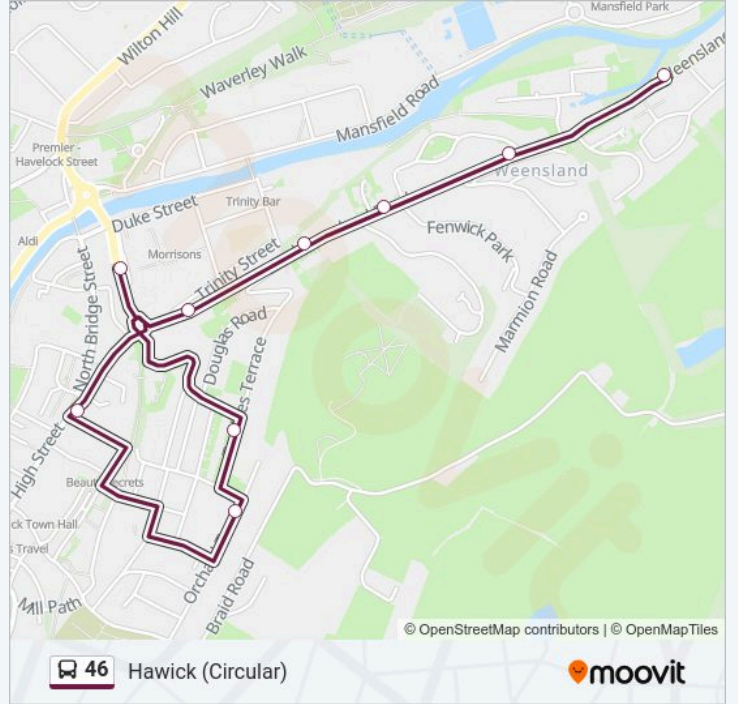 Mansfield Park
Wilton Hill
Waverley Walk
Mansfield Road
Premier -
Havelock Street
Weensland
Duke Street
Trinity Bar
Aldi
Morrisons
Fenwick Park
Trinity Street
North Bridge Street
Douglas Road
Marmion Road
es Terrace
High Street
Beaut Secrets
ck Town Hall
s Travel
Orcha
Braid Road
Mill Path
© OpenStreetMap contributors | © OpenMapTiles
46 Hawick (Circular)
moovit